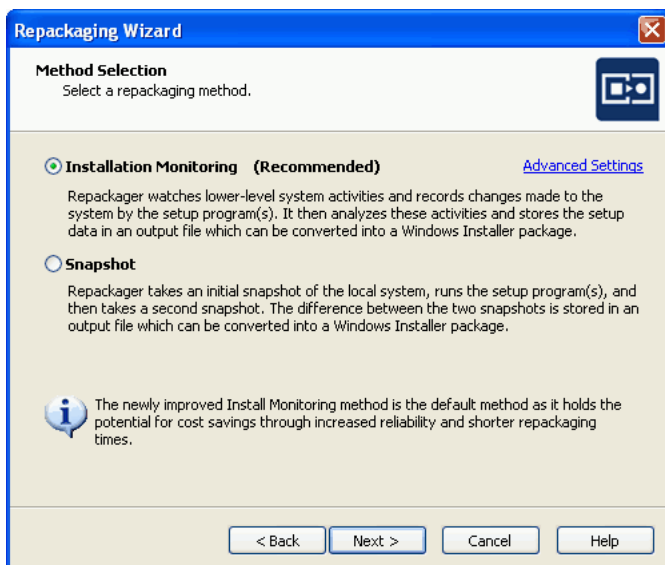 Repackaging Wizard
Method Selection
Select a repackaging method.
Installation Monitoring (Recommended) Advanced Settings
Repackager watches lower-level system activities and records changes made to the
system by the setup program(s). It then analyzes these activities and stores the setup
data in an output file which can be converted into a Windows Installer package.
Snapshot
Repackager takes an initial snapshot of the local system, runs the setup program(s), and
then takes a second snapshot. The difference between the two snapshots is stored in an
output file which can be converted into a Windows Installer package.
The newly improved Install Monitoring method is the default method as it holds the
potential for cost savings through increased reliability and shorter repackaging
times.
< Back Next > Cancel Help